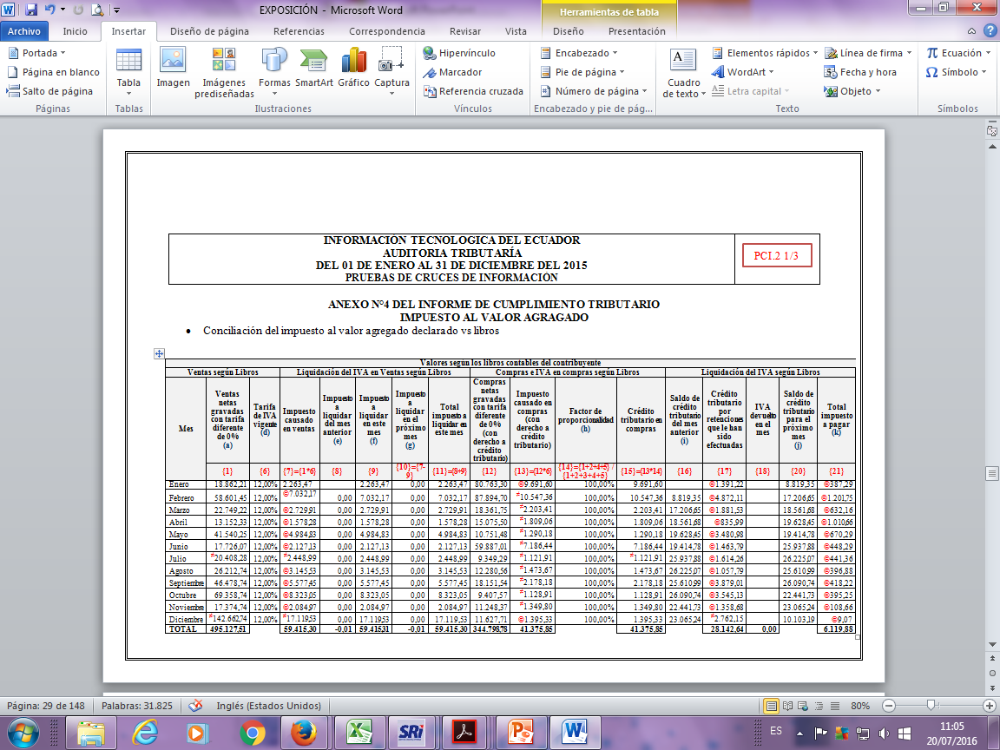 EXPOSICIÓN - Microsoft Word
Herramientas de tabla
Archivo Inicio Insertar Diseño de página Referencias Correspondencia Revisar Vista Diseño Presentación
Portada
Página en blanco
Salto de página
Páginas
Tabla
Tablas
Imagen
Imágenes prediseñadas
Formas
SmartArt
Gráfico
Captura
Ilustraciones
Hipervínculo
Marcador
Referencia cruzada
Vínculos
Encabezado
Pie de página
Número de página
Encabezado y pie de pág...
Cuadro de texto
Elementos rápidos
WordArt
Letra capital
Línea de firma
Fecha y hora
Objeto
Texto
Ecuación
Símbolo
Símbolos
INFORMACIÓN TECNOLOGICA DEL ECUADOR
AUDITORIA TRIBUTARÍA
DEL 01 DE ENERO AL 31 DE DICIEMBRE DEL 2015
PRUEBAS DE CRUCES DE INFORMACIÓN
PCI.2 1/3
ANEXO N°4 DEL INFORME DE CUMPLIMIENTO TRIBUTARIO
IMPUESTO AL VALOR AGRAGADO
• Conciliación del impuesto al valor agregado declarado vs libros
Valores según los libros contables del contribuyente
Ventas según Libros Liquidación del IVA en Ventas según Libros Compras e IVA en compras según Libros Liquidación del IVA según Libros
Mes
Ventas netas gravadas con tarifa diferente de 0% (a)
Tarifa de IVA vigente (d)
Impuesto causado en ventas
Impuesto a liquidar del mes anterior (e)
Impuesto a liquidar en este mes (f)
Impuesto a liquidar en el próximo mes (g)
Total impuesto a liquidar en este mes
Compras netas gravadas con tarifa diferente de 0% (con derecho a crédito tributario)
Impuesto causado en compras (con derecho a crédito tributario)
Factor de proporcionalidad (h)
Crédito tributario en compras
Saldo de crédito tributario del mes anterior (i)
Crédito tributario por retenciones que le han sido efectuadas
IVA devuelto en el mes
Saldo de crédito tributario para el próximo mes (j)
Total impuesto a pagar (k)
{1} {6} {7}={1*6} {8} {9} {10}={7-9} {11}={8+9} {12} {13}={12*6} {14}={1+2+4+5} / {1+2+3+4+5} {15}={13*14} {16} {17} {18} {20} {21}
Enero 18.862,21 12,00% 2.263,47 2.263,47 0,00 2.263,47 80.763,30 ©9.691,60 100,00% 9.691,60 ©1.391,22 8.819,35 ©387,29
Febrero 58.601,45 12,00% ©7.032,17 0,00 7.032,17 0,00 7.032,17 87.894,70 ≠10.547,36 100,00% 10.547,36 8.819,35 ©4.872,11 17.206,65 ©1.201,75
Marzo 22.749,22 12,00% ©2.729,91 0,00 2.729,91 0,00 2.729,91 18.361,75 ≠2.203,41 100,00% 2.203,41 17.206,65 ©1.881,53 18.561,68 ©632,16
Abril 13.152,33 12,00% ©1.578,28 0,00 1.578,28 0,00 1.578,28 15.075,50 ≠1.809,06 100,00% 1.809,06 18.561,68 ©835,99 19.628,45 ©1.010,66
Mayo 41.540,25 12,00% ©4.984,83 0,00 4.984,83 0,00 4.984,83 10.751,48 ≠1.290,18 100,00% 1.290,18 19.628,45 ©3.480,98 19.414,78 ©670,29
Junio 17.726,07 12,00% ©2.127,13 0,00 2.127,13 0,00 2.127,13 59.887,01 ≠7.186,44 100,00% 7.186,44 19.414,78 ©1.463,79 25.937,88 ©448,29
Julio ≠20.408,28 12,00% ≠2.448,99 0,00 2.448,99 0,00 2.448,99 9.349,29 ≠1.121,91 100,00% ≠1.121,91 25.937,88 ©1.614,26 26.225,07 ©441,36
Agosto 26.212,74 12,00% ©3.145,53 0,00 3.145,53 0,00 3.145,53 12.280,56 ≠1.473,67 100,00% 1.473,67 26.225,07 ©1.057,79 25.610,99 ©396,88
Septiembre 46.478,74 12,00% ©5.577,45 0,00 5.577,45 0,00 5.577,45 18.151,54 ≠2.178,18 100,00% 2.178,18 25.610,99 ©3.879,01 26.090,74 ©418,22
Octubre 69.358,74 12,00% ©8.323,05 0,00 8.323,05 0,00 8.323,05 9.407,57 ≠1.128,91 100,00% 1.128,91 26.090,74 ©3.545,13 22.441,73 ©395,25
Noviembre 17.374,74 12,00% ©2.084,97 0,00 2.084,97 0,00 2.084,97 11.248,37 ≠1.349,80 100,00% 1.349,80 22.441,73 ©1.358,68 23.065,24 ©108,66
Diciembre ≠142.662,74 12,00% ≠17.119,53 0,00 17.119,53 0,00 17.119,53 11.627,71 ©1.395,33 100,00% 1.395,33 23.065,24 ≠2.762,15 10.103,19 ©9,07
TOTAL 495.127,51 59.415,30 -0,01 59.415,31 -0,01 59.415,30 344.798,78 41.375,85 41.375,85 28.142,64 0,00 6.119,88
Página: 29 de 148 Palabras: 31.825 Inglés (Estados Unidos) 80%
SRi
ES
11:05
20/07/2016